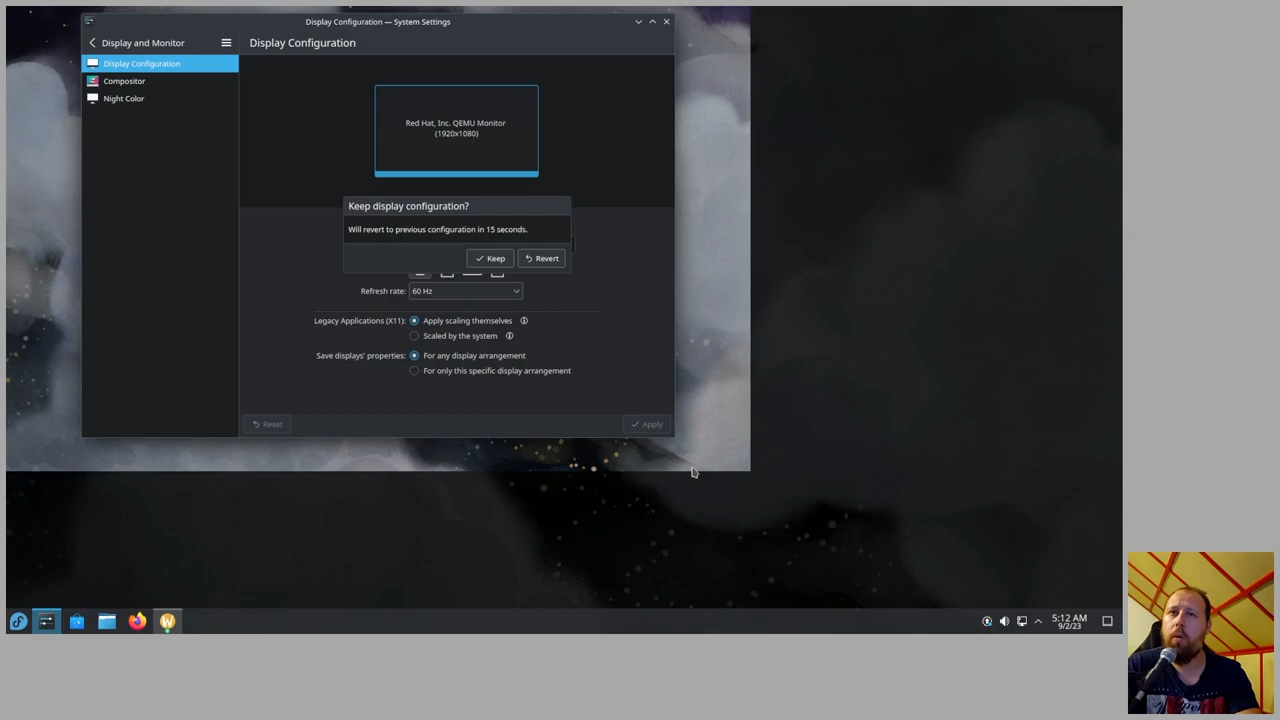 Display Configuration — System Settings
Display and Monitor
Display Configuration
Display Configuration
Compositor
Night Color
Red Hat, Inc. QEMU Monitor
(1920x1080)
Keep display configuration?
Will revert to previous configuration in 15 seconds.
Keep
Revert
Refresh rate:
60 Hz
Legacy Applications (X11):
Apply scaling themselves
Scaled by the system
Save displays' properties:
For any display arrangement
For only this specific display arrangement
Reset
Apply
5:12 AM
9/2/23